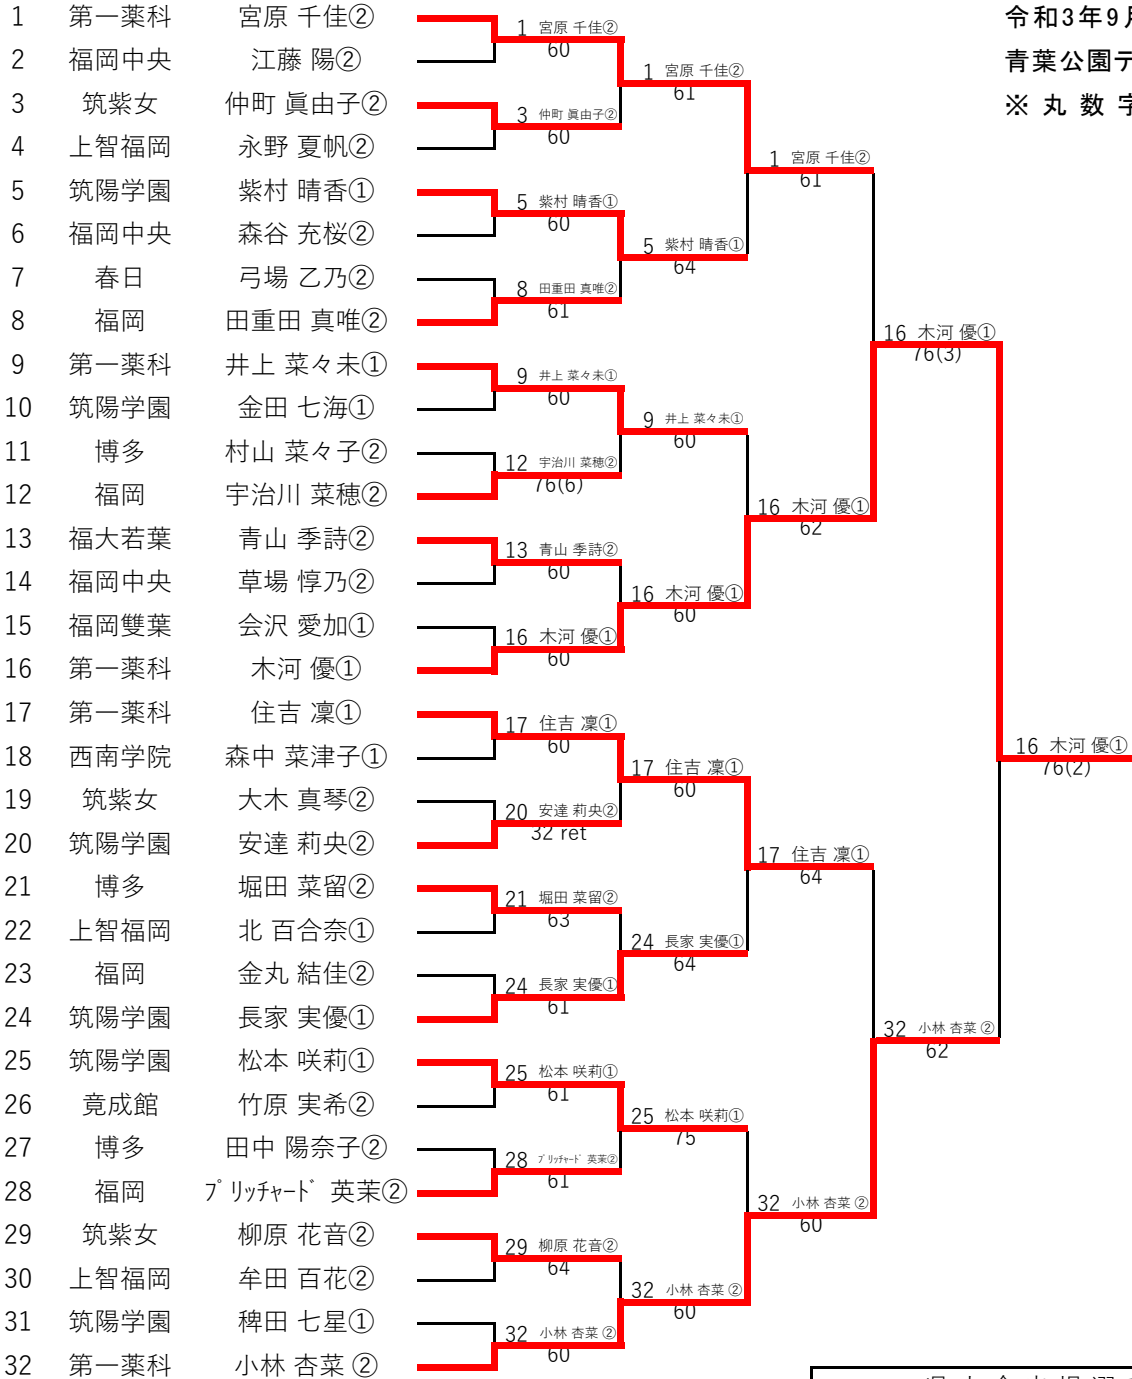 1 第一薬科 宮原 千佳②
2 福岡中央 江藤 陽②
3 筑紫女 仲町 眞由子②
4 上智福岡 永野 夏帆②
5 筑陽学園 紫村 晴香①
6 福岡中央 森谷 充桜②
7 春日 弓場 乙乃②
8 福岡 田重田 真唯②
9 第一薬科 井上 菜々未①
10 筑陽学園 金田 七海①
11 博多 村山 菜々子②
12 福岡 宇治川 菜穂②
13 福大若葉 青山 季詩②
14 福岡中央 草場 惇乃②
15 福岡雙葉 会沢 愛加①
16 第一薬科 木河 優①
17 第一薬科 住吉 凜①
18 西南学院 森中 菜津子①
19 筑紫女 大木 真琴②
20 筑陽学園 安達 莉央②
21 博多 堀田 菜留②
22 上智福岡 北 百合奈①
23 福岡 金丸 結佳②
24 筑陽学園 長家 実優①
25 筑陽学園 松本 咲莉①
26 竟成館 竹原 実希②
27 博多 田中 陽奈子②
28 福岡 ﾌﾟﾘｯﾁｬｰﾄﾞ 英茉②
29 筑紫女 柳原 花音②
30 上智福岡 牟田 百花②
31 筑陽学園 稗田 七星①
32 第一薬科 小林 杏菜 ②
1 宮原 千佳②
60
3 仲町 眞由子②
60
5 紫村 晴香①
60
8 田重田 真唯②
61
9 井上 菜々未①
60
12 宇治川 菜穂②
76(6)
13 青山 季詩②
60
16 木河 優①
60
17 住吉 凜①
60
20 安達 莉央②
32 ret
21 堀田 菜留②
63
24 長家 実優①
61
25 松本 咲莉①
61
28 ﾌﾟﾘｯﾁｬｰﾄﾞ 英茉②
61
29 柳原 花音②
64
32 小林 杏菜 ②
60
1 宮原 千佳②
61
5 紫村 晴香①
64
9 井上 菜々未①
60
16 木河 優①
60
17 住吉 凜①
60
24 長家 実優①
64
25 松本 咲莉①
75
32 小林 杏菜 ②
60
1 宮原 千佳②
61
16 木河 優①
62
17 住吉 凜①
64
32 小林 杏菜 ②
60
16 木河 優①
76(3)
32 小林 杏菜 ②
62
16 木河 優①
76(2)
令和3年9月
青葉公園テ
※ 丸 数 字